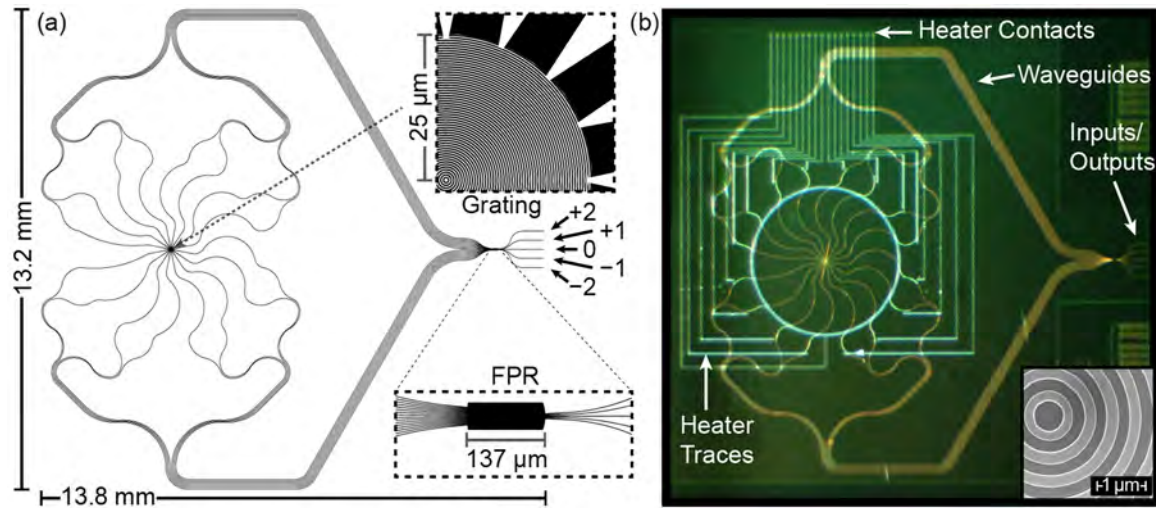 (a)
25 μm
Grating
+2
+1
0
−1
−2
13.2 mm
FPR
137 μm
13.8 mm
(b)
Heater Contacts
Waveguides
Inputs/
Outputs
Heater
Traces
1 μm